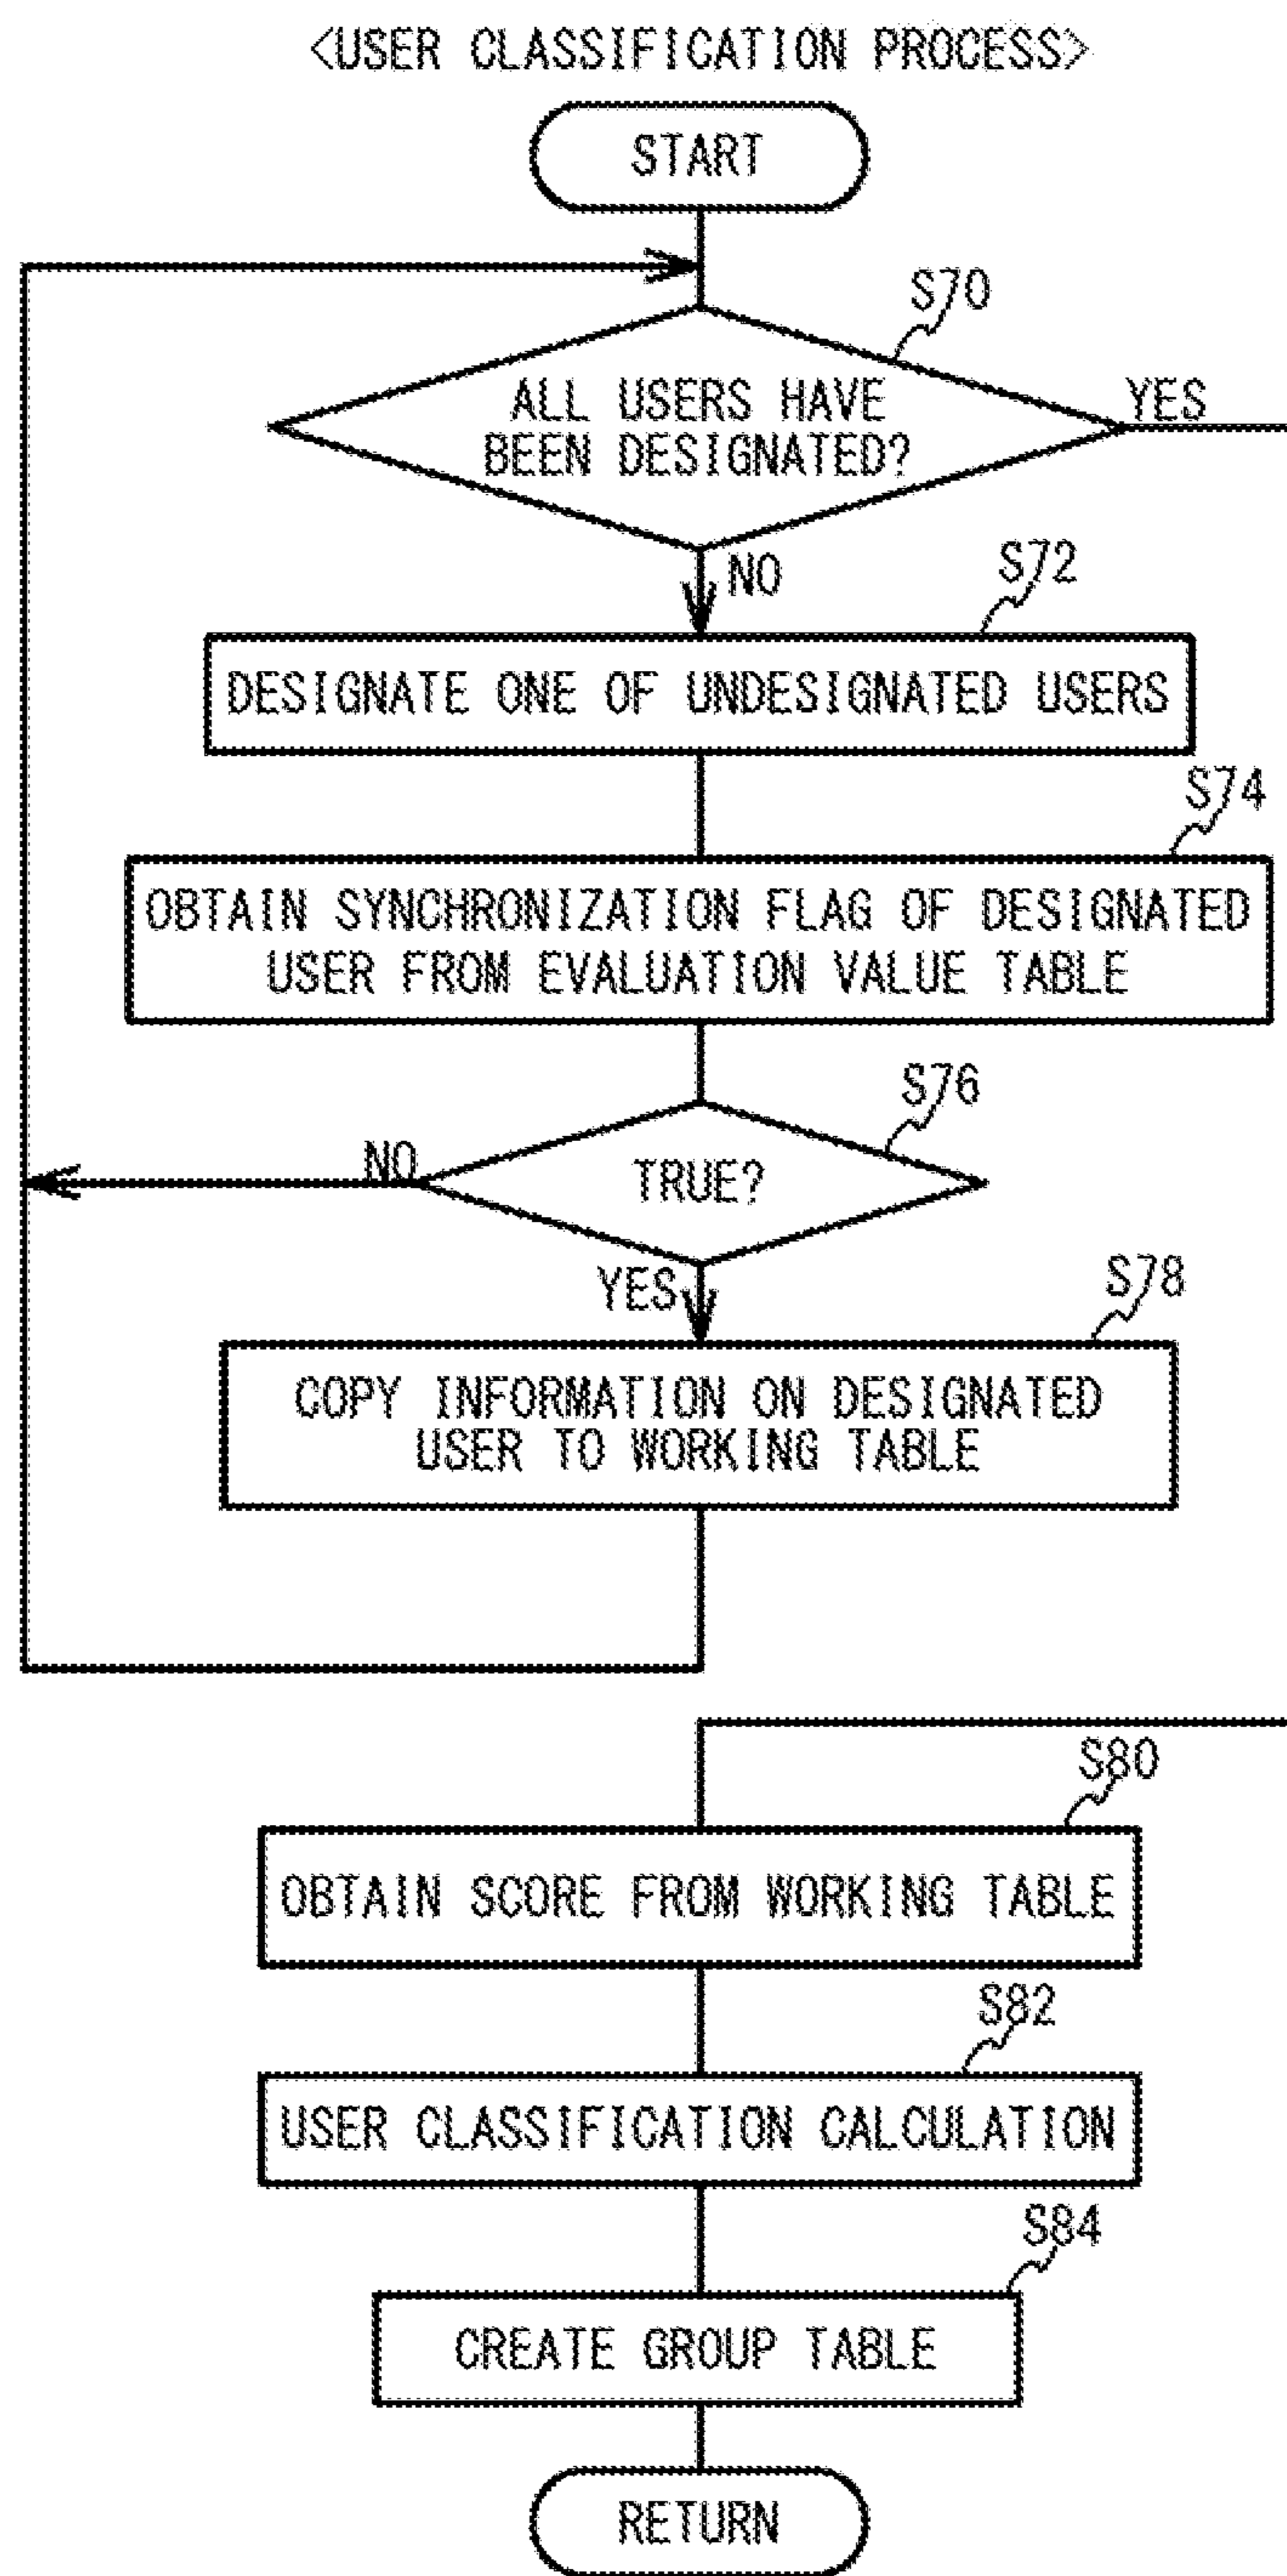 <USER CLASSIFICATION PROCESS>
START
S70
ALL USERS HAVE
BEEN DESIGNATED?
YES
NO
S72
DESIGNATE ONE OF UNDESIGNATED USERS
S74
OBTAIN SYNCHRONIZATION FLAG OF DESIGNATED
USER FROM EVALUATION VALUE TABLE
S76
NO
TRUE?
YES
S78
COPY INFORMATION ON DESIGNATED
USER TO WORKING TABLE
S80
OBTAIN SCORE FROM WORKING TABLE
S82
USER CLASSIFICATION CALCULATION
S84
CREATE GROUP TABLE
RETURN